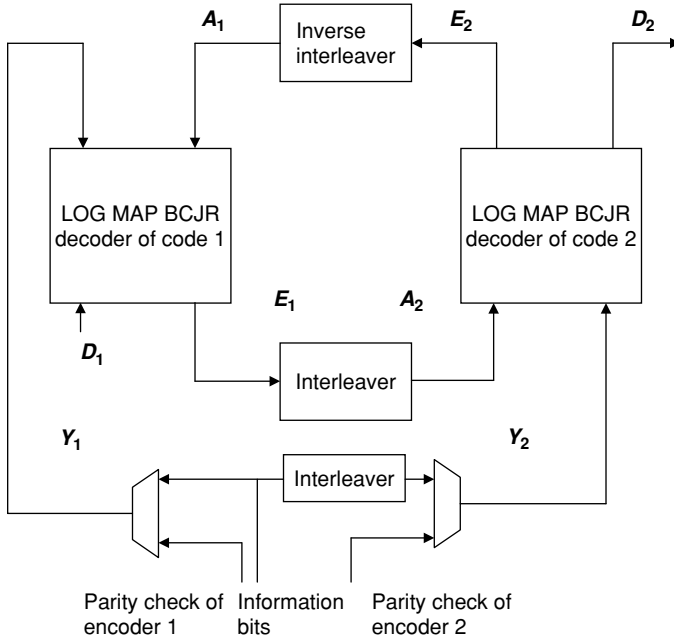 A1
E2
D2
Inverse
interleaver
LOG MAP BCJR
decoder of code 1
LOG MAP BCJR
decoder of code 2
E1
A2
D1
Interleaver
Y1
Y2
Interleaver
Parity check of
encoder 1
Information
bits
Parity check of
encoder 2